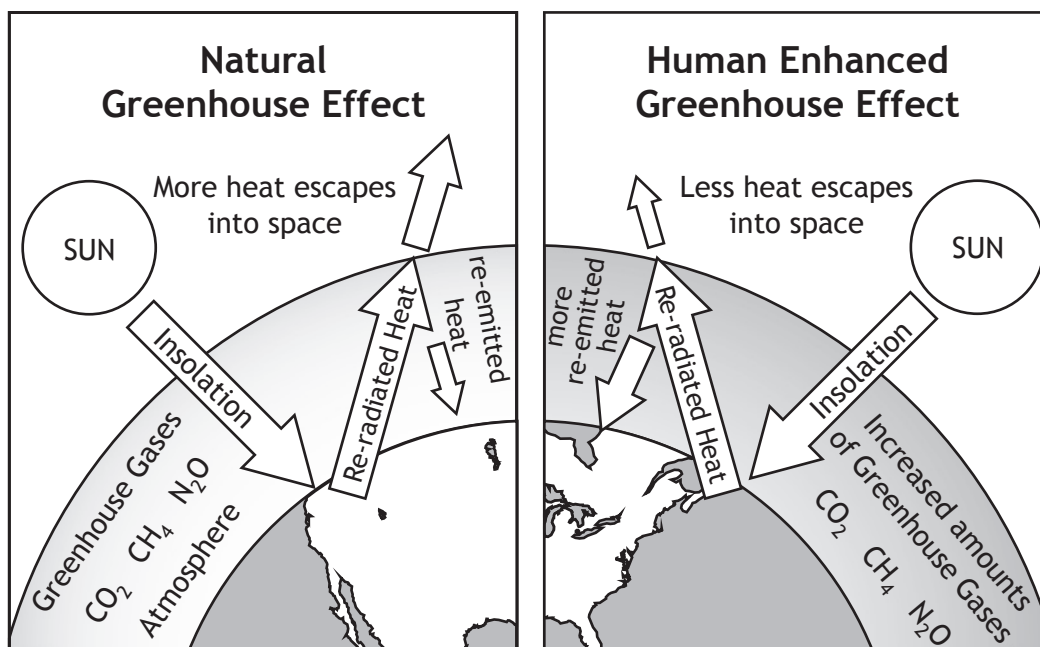 Natural
Greenhouse Effect
More heat escapes
into space
SUN
Insolation
Re-radiated Heat
re-emitted
heat
Greenhouse Gases
CO₂ CH₄ N₂O
Atmosphere
Human Enhanced
Greenhouse Effect
Less heat escapes
into space
SUN
Insolation
Re-radiated Heat
more
re-emitted
heat
Increased amounts
of Greenhouse Gases
CO₂ CH₄ N₂O